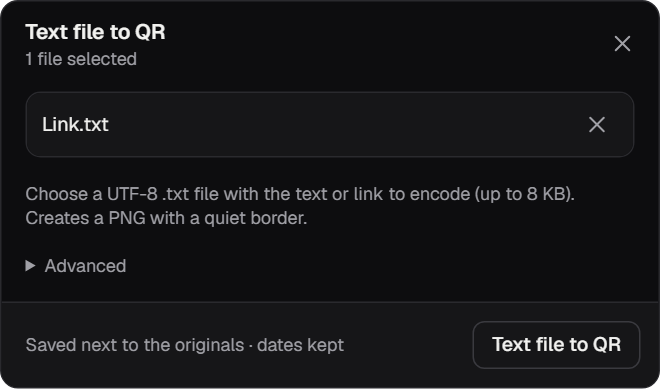 Text file to QR
1 file selected
Link.txt
Choose a UTF-8 .txt file with the text or link to encode (up to 8 KB).
Creates a PNG with a quiet border.
Advanced
Saved next to the originals · dates kept
Text file to QR